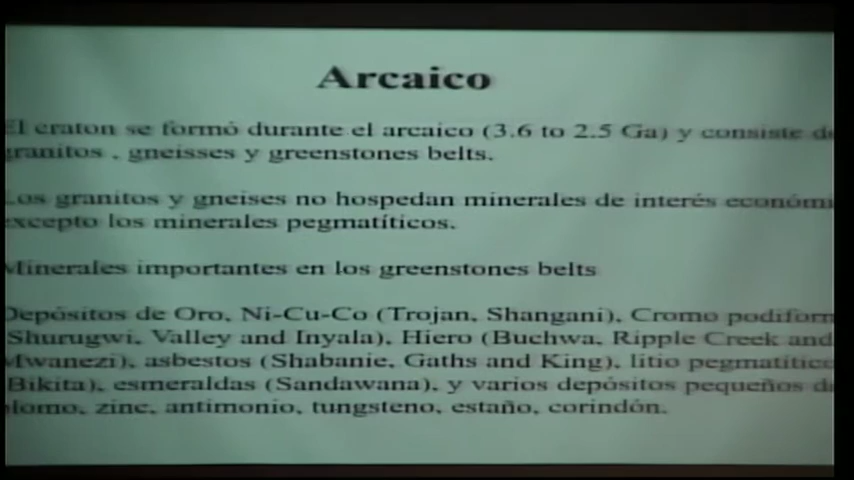 Arcaico
El craton se formó durante el arcaico (3.6 to 2.5 Ga) y consiste de
granitos , gneisses y greenstones belts.
Los granitos y gneises no hospedan minerales de interés económi
excepto los minerales pegmatíticos.
Minerales importantes en los greenstones belts
Depósitos de Oro, Ni-Cu-Co (Trojan, Shangani), Cromo podiform
Shurugwi, Valley and Inyala), Hiero (Buchwa, Ripple Creek and
Mwanezi), asbestos (Shabanie, Gaths and King), litio pegmatítico
(Bikita), esmeraldas (Sandawana), y varios depósitos pequeños de
plomo, zinc, antimonio, tungsteno, estaño, corindón.